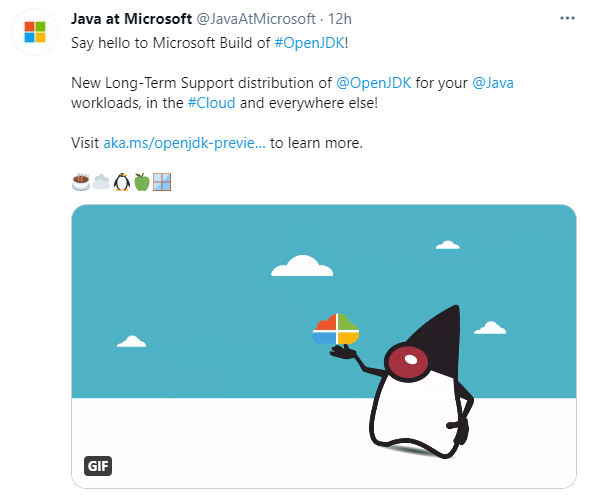 Java at Microsoft @JavaAtMicrosoft · 12h
Say hello to Microsoft Build of #OpenJDK!
New Long-Term Support distribution of @OpenJDK for your @Java
workloads, in the #Cloud and everywhere else!
Visit aka.ms/openjdk-previe... to learn more.
GIF